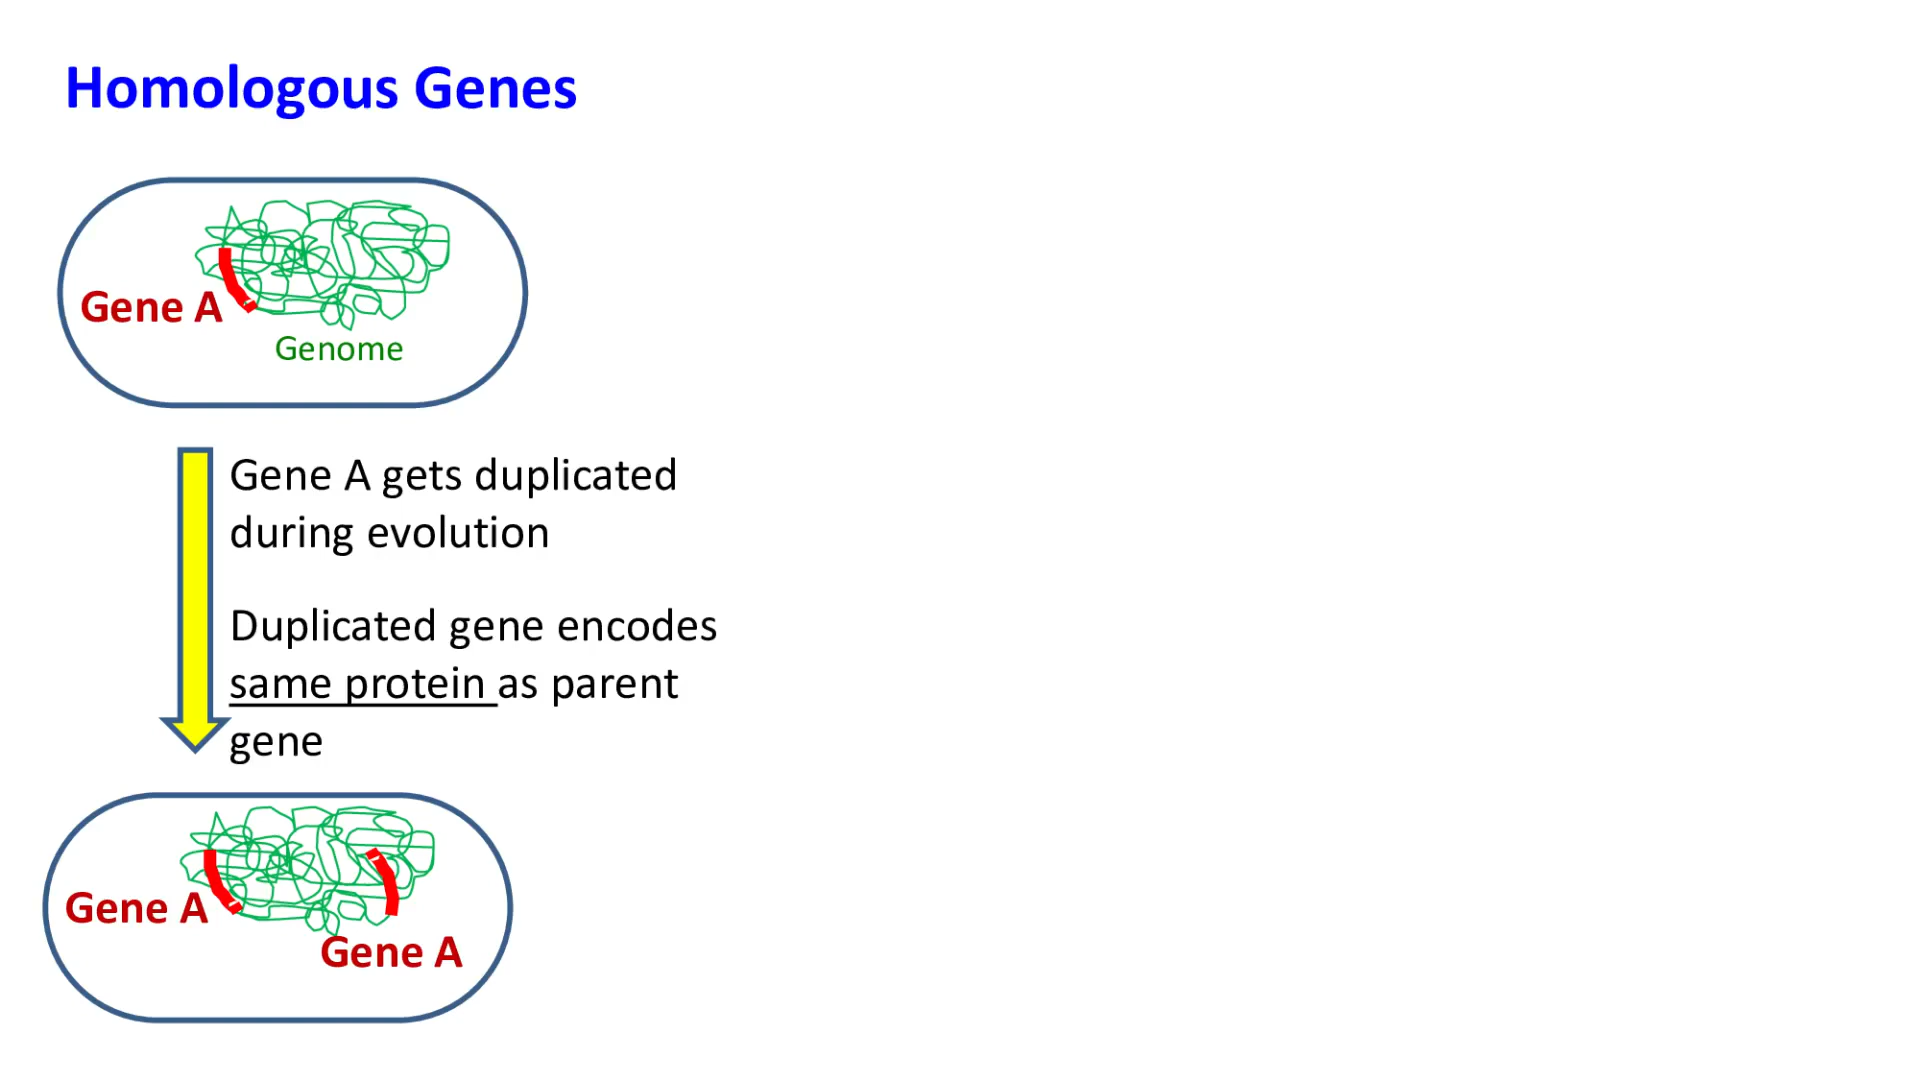 Homologous Genes
Gene A
Genome
Gene A gets duplicated
during evolution
Duplicated gene encodes
same protein as parent
gene
Gene A
Gene A